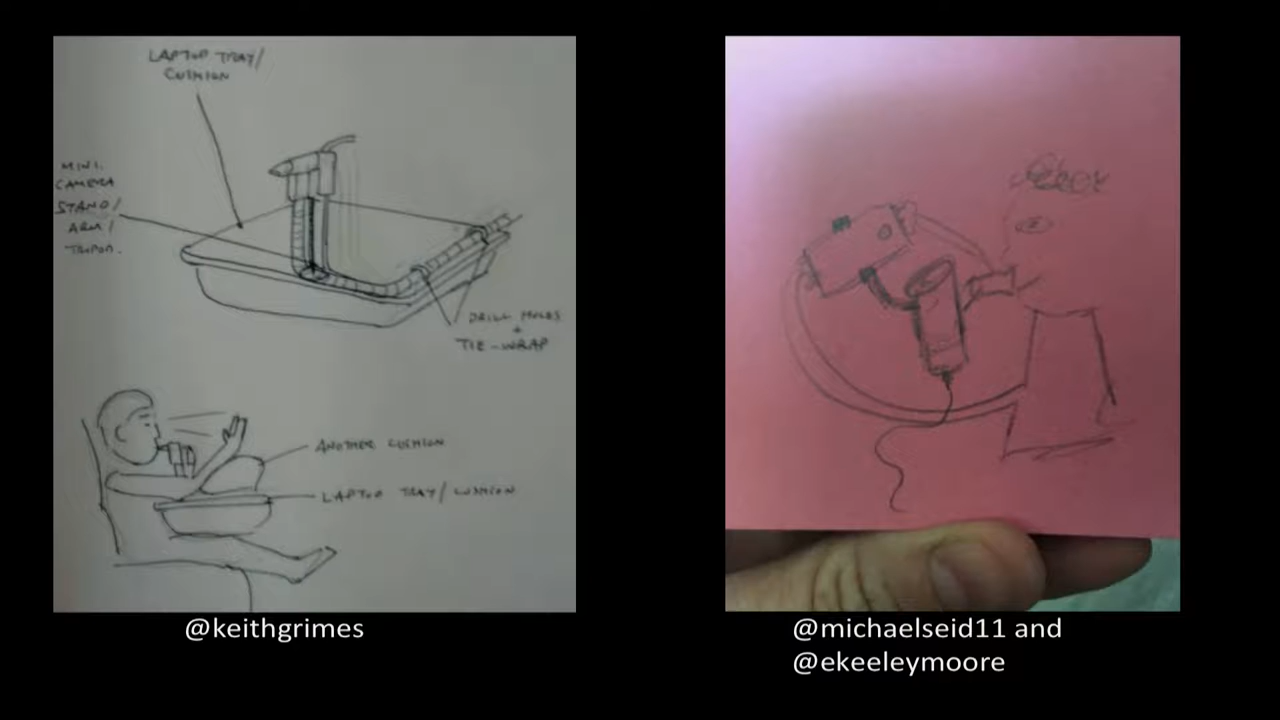 LAPTOP TRAY/
CUSHION
MINI
CAMERA
STAND/
ARM/
TRIPOD.
DRILL HOLES
+
TIE-WRAP
ANOTHER CUSHION
LAPTOP TRAY/CUSHION
@keithgrimes
@michaelseid11 and
@ekeeleymoore